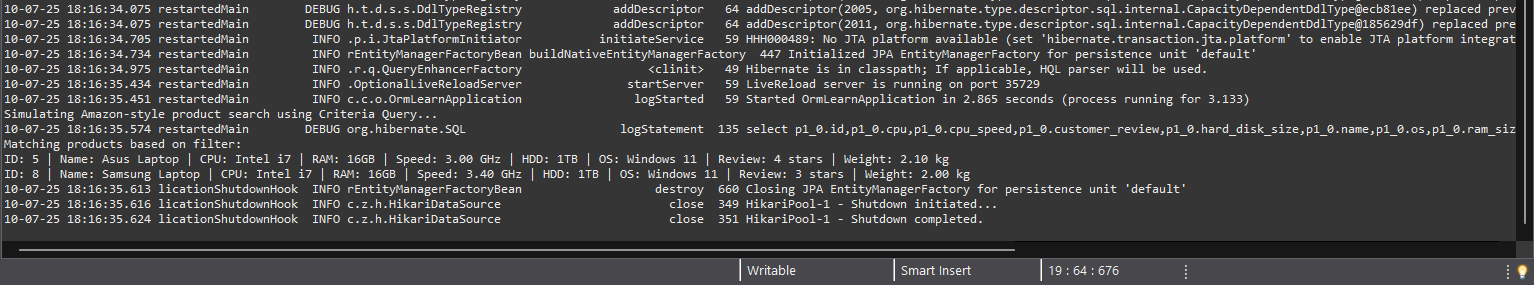 10-07-25 18:16:34.075 restartedMain DEBUG h.t.d.s.s.DdlTypeRegistry addDescriptor 64 addDescriptor(2005, org.hibernate.type.descriptor.sql.internal.CapacityDependentDdlType@ecb81ee) replaced prev
10-07-25 18:16:34.075 restartedMain DEBUG h.t.d.s.s.DdlTypeRegistry addDescriptor 64 addDescriptor(2011, org.hibernate.type.descriptor.sql.internal.CapacityDependentDdlType@185629df) replaced pre
10-07-25 18:16:34.705 restartedMain INFO .p.i.JtaPlatformInitiator initiateService 59 HHH000489: No JTA platform available (set 'hibernate.transaction.jta.platform' to enable JTA platform integrat
10-07-25 18:16:34.734 restartedMain INFO rEntityManagerFactoryBean buildNativeEntityManagerFactory 447 Initialized JPA EntityManagerFactory for persistence unit 'default'
10-07-25 18:16:34.975 restartedMain INFO .r.q.QueryEnhancerFactory <clinit> 49 Hibernate is in classpath; If applicable, HQL parser will be used.
10-07-25 18:16:35.434 restartedMain INFO .OptionalLiveReloadServer startServer 59 LiveReload server is running on port 35729
10-07-25 18:16:35.451 restartedMain INFO c.c.o.OrmLearnApplication logStarted 59 Started OrmLearnApplication in 2.865 seconds (process running for 3.133)
Simulating Amazon-style product search using Criteria Query...
10-07-25 18:16:35.574 restartedMain DEBUG org.hibernate.SQL logStatement 135 select p1_0.id,p1_0.cpu,p1_0.cpu_speed,p1_0.customer_review,p1_0.hard_disk_size,p1_0.name,p1_0.os,p1_0.ram_siz
Matching products based on filter:
ID: 5 | Name: Asus Laptop | CPU: Intel i7 | RAM: 16GB | Speed: 3.00 GHz | HDD: 1TB | OS: Windows 11 | Review: 4 stars | Weight: 2.10 kg
ID: 8 | Name: Samsung Laptop | CPU: Intel i7 | RAM: 16GB | Speed: 3.40 GHz | HDD: 1TB | OS: Windows 11 | Review: 3 stars | Weight: 2.00 kg
10-07-25 18:16:35.613 licationShutdownHook INFO rEntityManagerFactoryBean destroy 660 Closing JPA EntityManagerFactory for persistence unit 'default'
10-07-25 18:16:35.616 licationShutdownHook INFO c.z.h.HikariDataSource close 349 HikariPool-1 - Shutdown initiated...
10-07-25 18:16:35.624 licationShutdownHook INFO c.z.h.HikariDataSource close 351 HikariPool-1 - Shutdown completed.
Writable Smart Insert 19 : 64 : 676